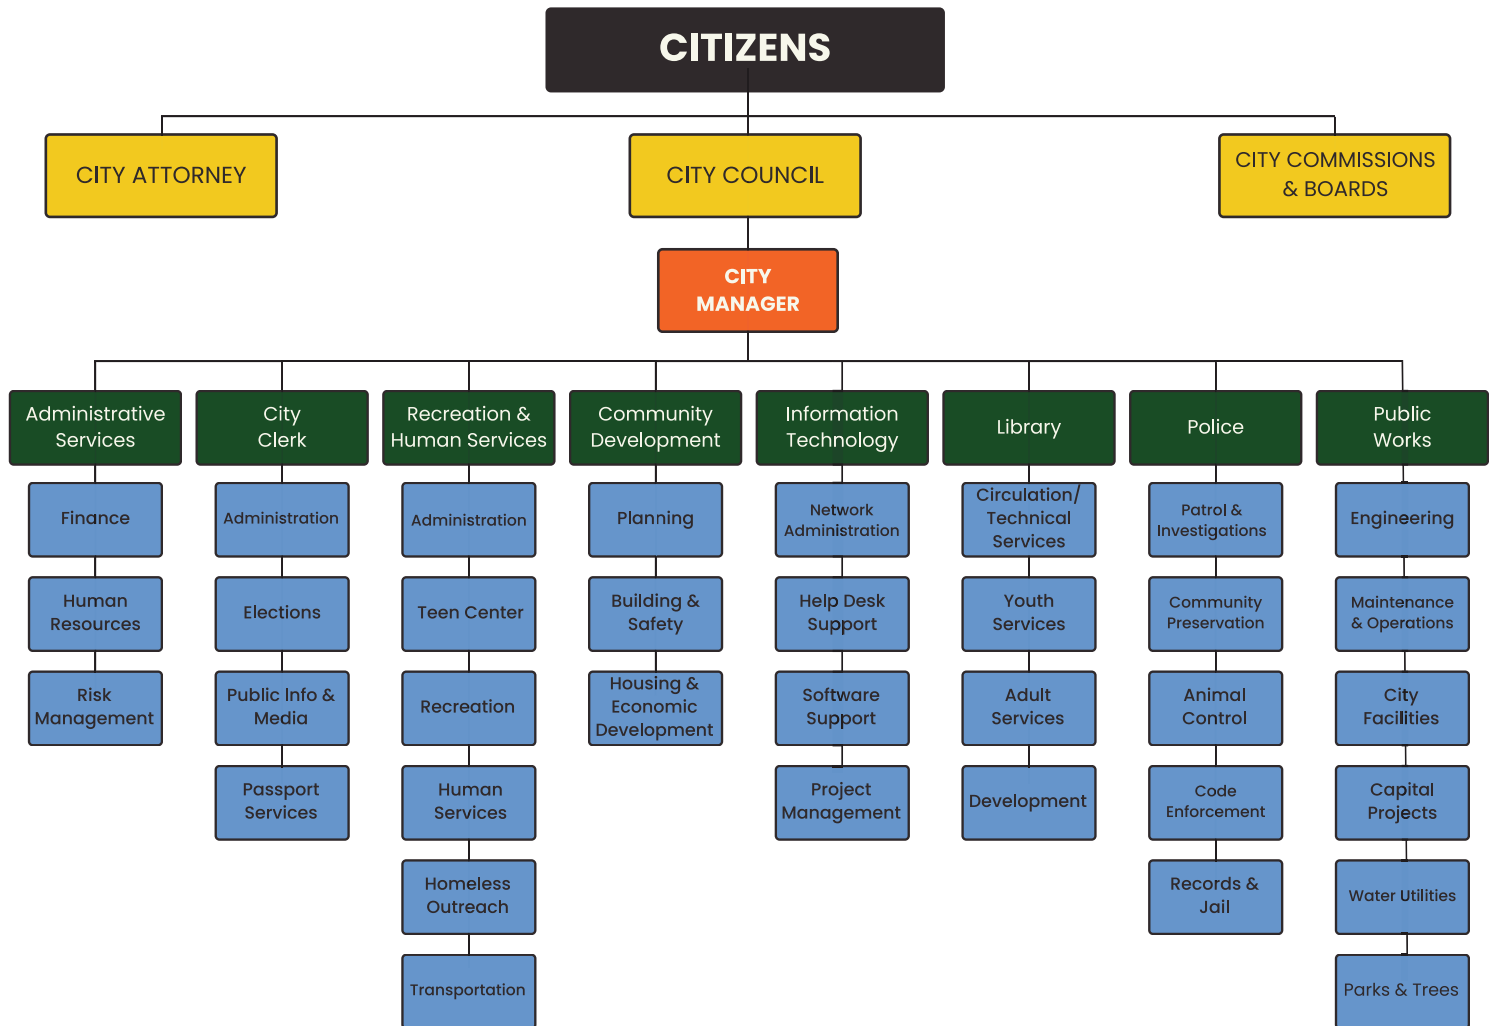 CITIZENS
CITY ATTORNEY
CITY COUNCIL
CITY COMMISSIONS
& BOARDS
CITY
MANAGER
Administrative
Services
City
Clerk
Recreation &
Human Services
Community
Development
Information
Technology
Library
Police
Public
Works
Finance
Human
Resources
Risk
Management
Administration
Elections
Public Info &
Media
Passport
Services
Administration
Teen Center
Recreation
Human
Services
Homeless
Outreach
Transportation
Planning
Building &
Safety
Housing &
Economic
Development
Network
Administration
Help Desk
Support
Software
Support
Project
Management
Circulation/
Technical
Services
Youth
Services
Adult
Services
Development
Patrol &
Investigations
Community
Preservation
Animal
Control
Code
Enforcement
Records &
Jail
Engineering
Maintenance
& Operations
City
Facilities
Capital
Projects
Water Utilities
Parks & Trees